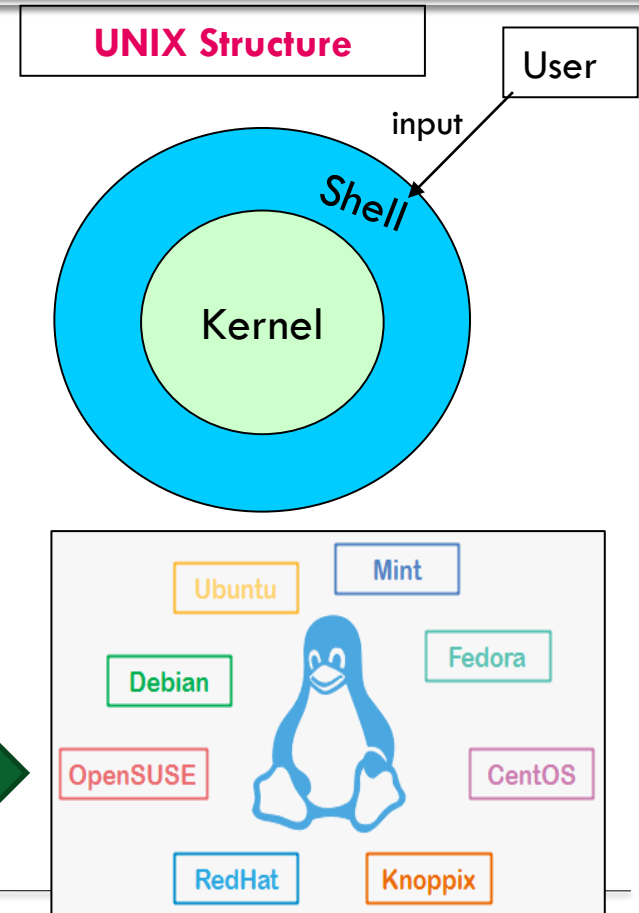 UNIX Structure
User
input
Shell
Kernel
Mint
Ubuntu
Fedora
Debian
OpenSUSE
CentOS
RedHat
Knoppix